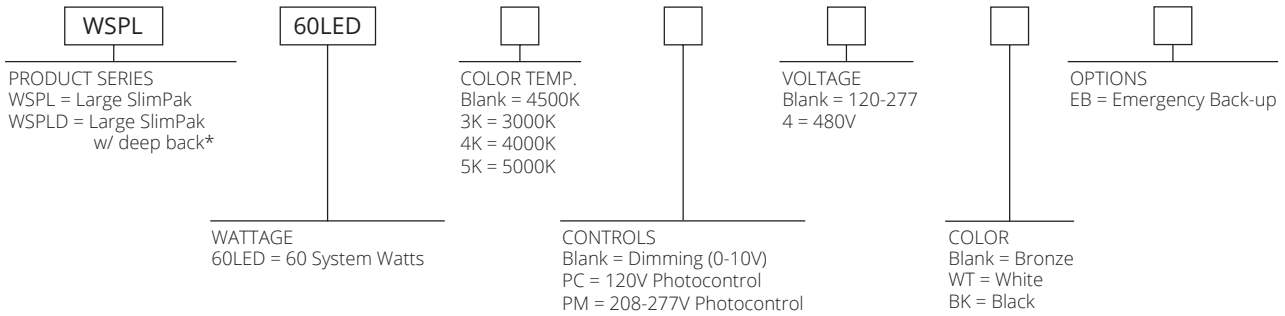 WSPL
60LED
PRODUCT SERIES
WSPL = Large SlimPak
WSPLD = Large SlimPak
w/ deep back*
WATTAGE
60LED = 60 System Watts
COLOR TEMP.
Blank = 4500K
3K = 3000K
4K = 4000K
5K = 5000K
CONTROLS
Blank = Dimming (0-10V)
PC = 120V Photocontrol
PM = 208-277V Photocontrol
VOLTAGE
Blank = 120-277
4 = 480V
COLOR
Blank = Bronze
WT = White
BK = Black
OPTIONS
EB = Emergency Back-up